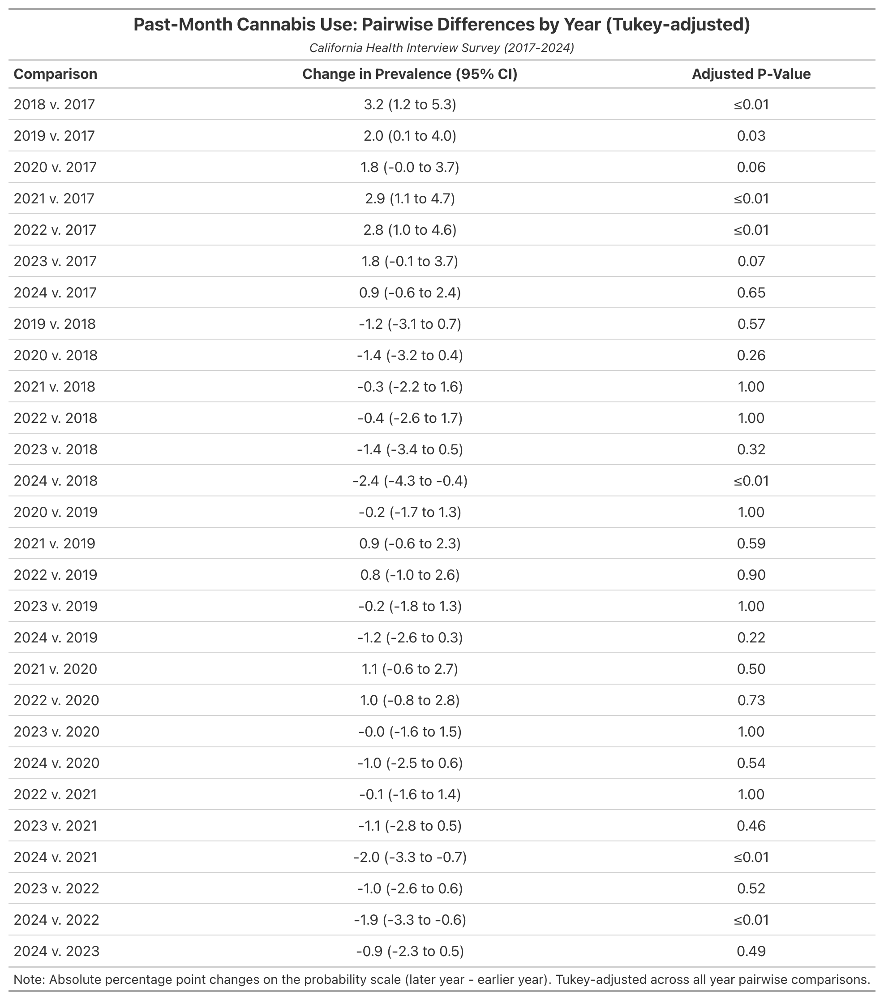 Past-Month Cannabis Use: Pairwise Differences by Year (Tukey-adjusted)
California Health Interview Survey (2017-2024)
Comparison Change in Prevalence (95% CI) Adjusted P-Value
2018 v. 2017 3.2 (1.2 to 5.3) ≤0.01
2019 v. 2017 2.0 (0.1 to 4.0) 0.03
2020 v. 2017 1.8 (-0.0 to 3.7) 0.06
2021 v. 2017 2.9 (1.1 to 4.7) ≤0.01
2022 v. 2017 2.8 (1.0 to 4.6) ≤0.01
2023 v. 2017 1.8 (-0.1 to 3.7) 0.07
2024 v. 2017 0.9 (-0.6 to 2.4) 0.65
2019 v. 2018 -1.2 (-3.1 to 0.7) 0.57
2020 v. 2018 -1.4 (-3.2 to 0.4) 0.26
2021 v. 2018 -0.3 (-2.2 to 1.6) 1.00
2022 v. 2018 -0.4 (-2.6 to 1.7) 1.00
2023 v. 2018 -1.4 (-3.4 to 0.5) 0.32
2024 v. 2018 -2.4 (-4.3 to -0.4) ≤0.01
2020 v. 2019 -0.2 (-1.7 to 1.3) 1.00
2021 v. 2019 0.9 (-0.6 to 2.3) 0.59
2022 v. 2019 0.8 (-1.0 to 2.6) 0.90
2023 v. 2019 -0.2 (-1.8 to 1.3) 1.00
2024 v. 2019 -1.2 (-2.6 to 0.3) 0.22
2021 v. 2020 1.1 (-0.6 to 2.7) 0.50
2022 v. 2020 1.0 (-0.8 to 2.8) 0.73
2023 v. 2020 -0.0 (-1.6 to 1.5) 1.00
2024 v. 2020 -1.0 (-2.5 to 0.6) 0.54
2022 v. 2021 -0.1 (-1.6 to 1.4) 1.00
2023 v. 2021 -1.1 (-2.8 to 0.5) 0.46
2024 v. 2021 -2.0 (-3.3 to -0.7) ≤0.01
2023 v. 2022 -1.0 (-2.6 to 0.6) 0.52
2024 v. 2022 -1.9 (-3.3 to -0.6) ≤0.01
2024 v. 2023 -0.9 (-2.3 to 0.5) 0.49
Note: Absolute percentage point changes on the probability scale (later year - earlier year). Tukey-adjusted across all year pairwise comparisons.